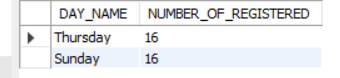 DAY_NAME NUMBER_OF_REGISTERED
Thursday 16
Sunday 16